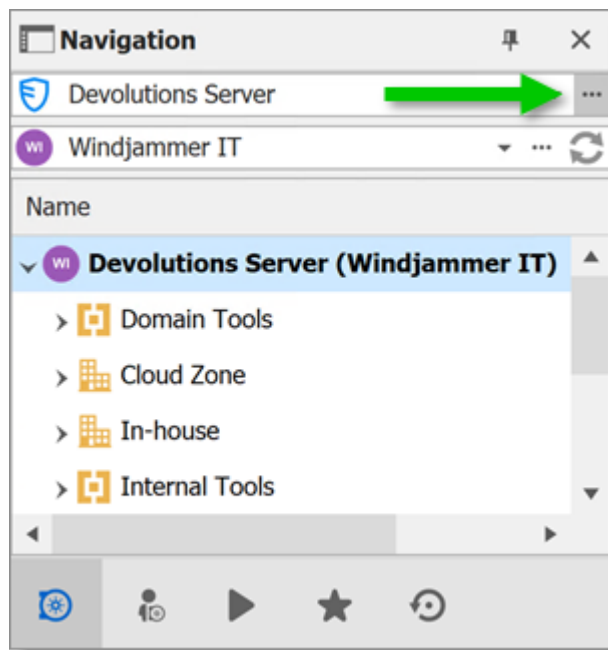 Navigation
Devolutions Server
WI Windjammer IT
Name
WI Devolutions Server (Windjammer IT)
Domain Tools
Cloud Zone
In-house
Internal Tools